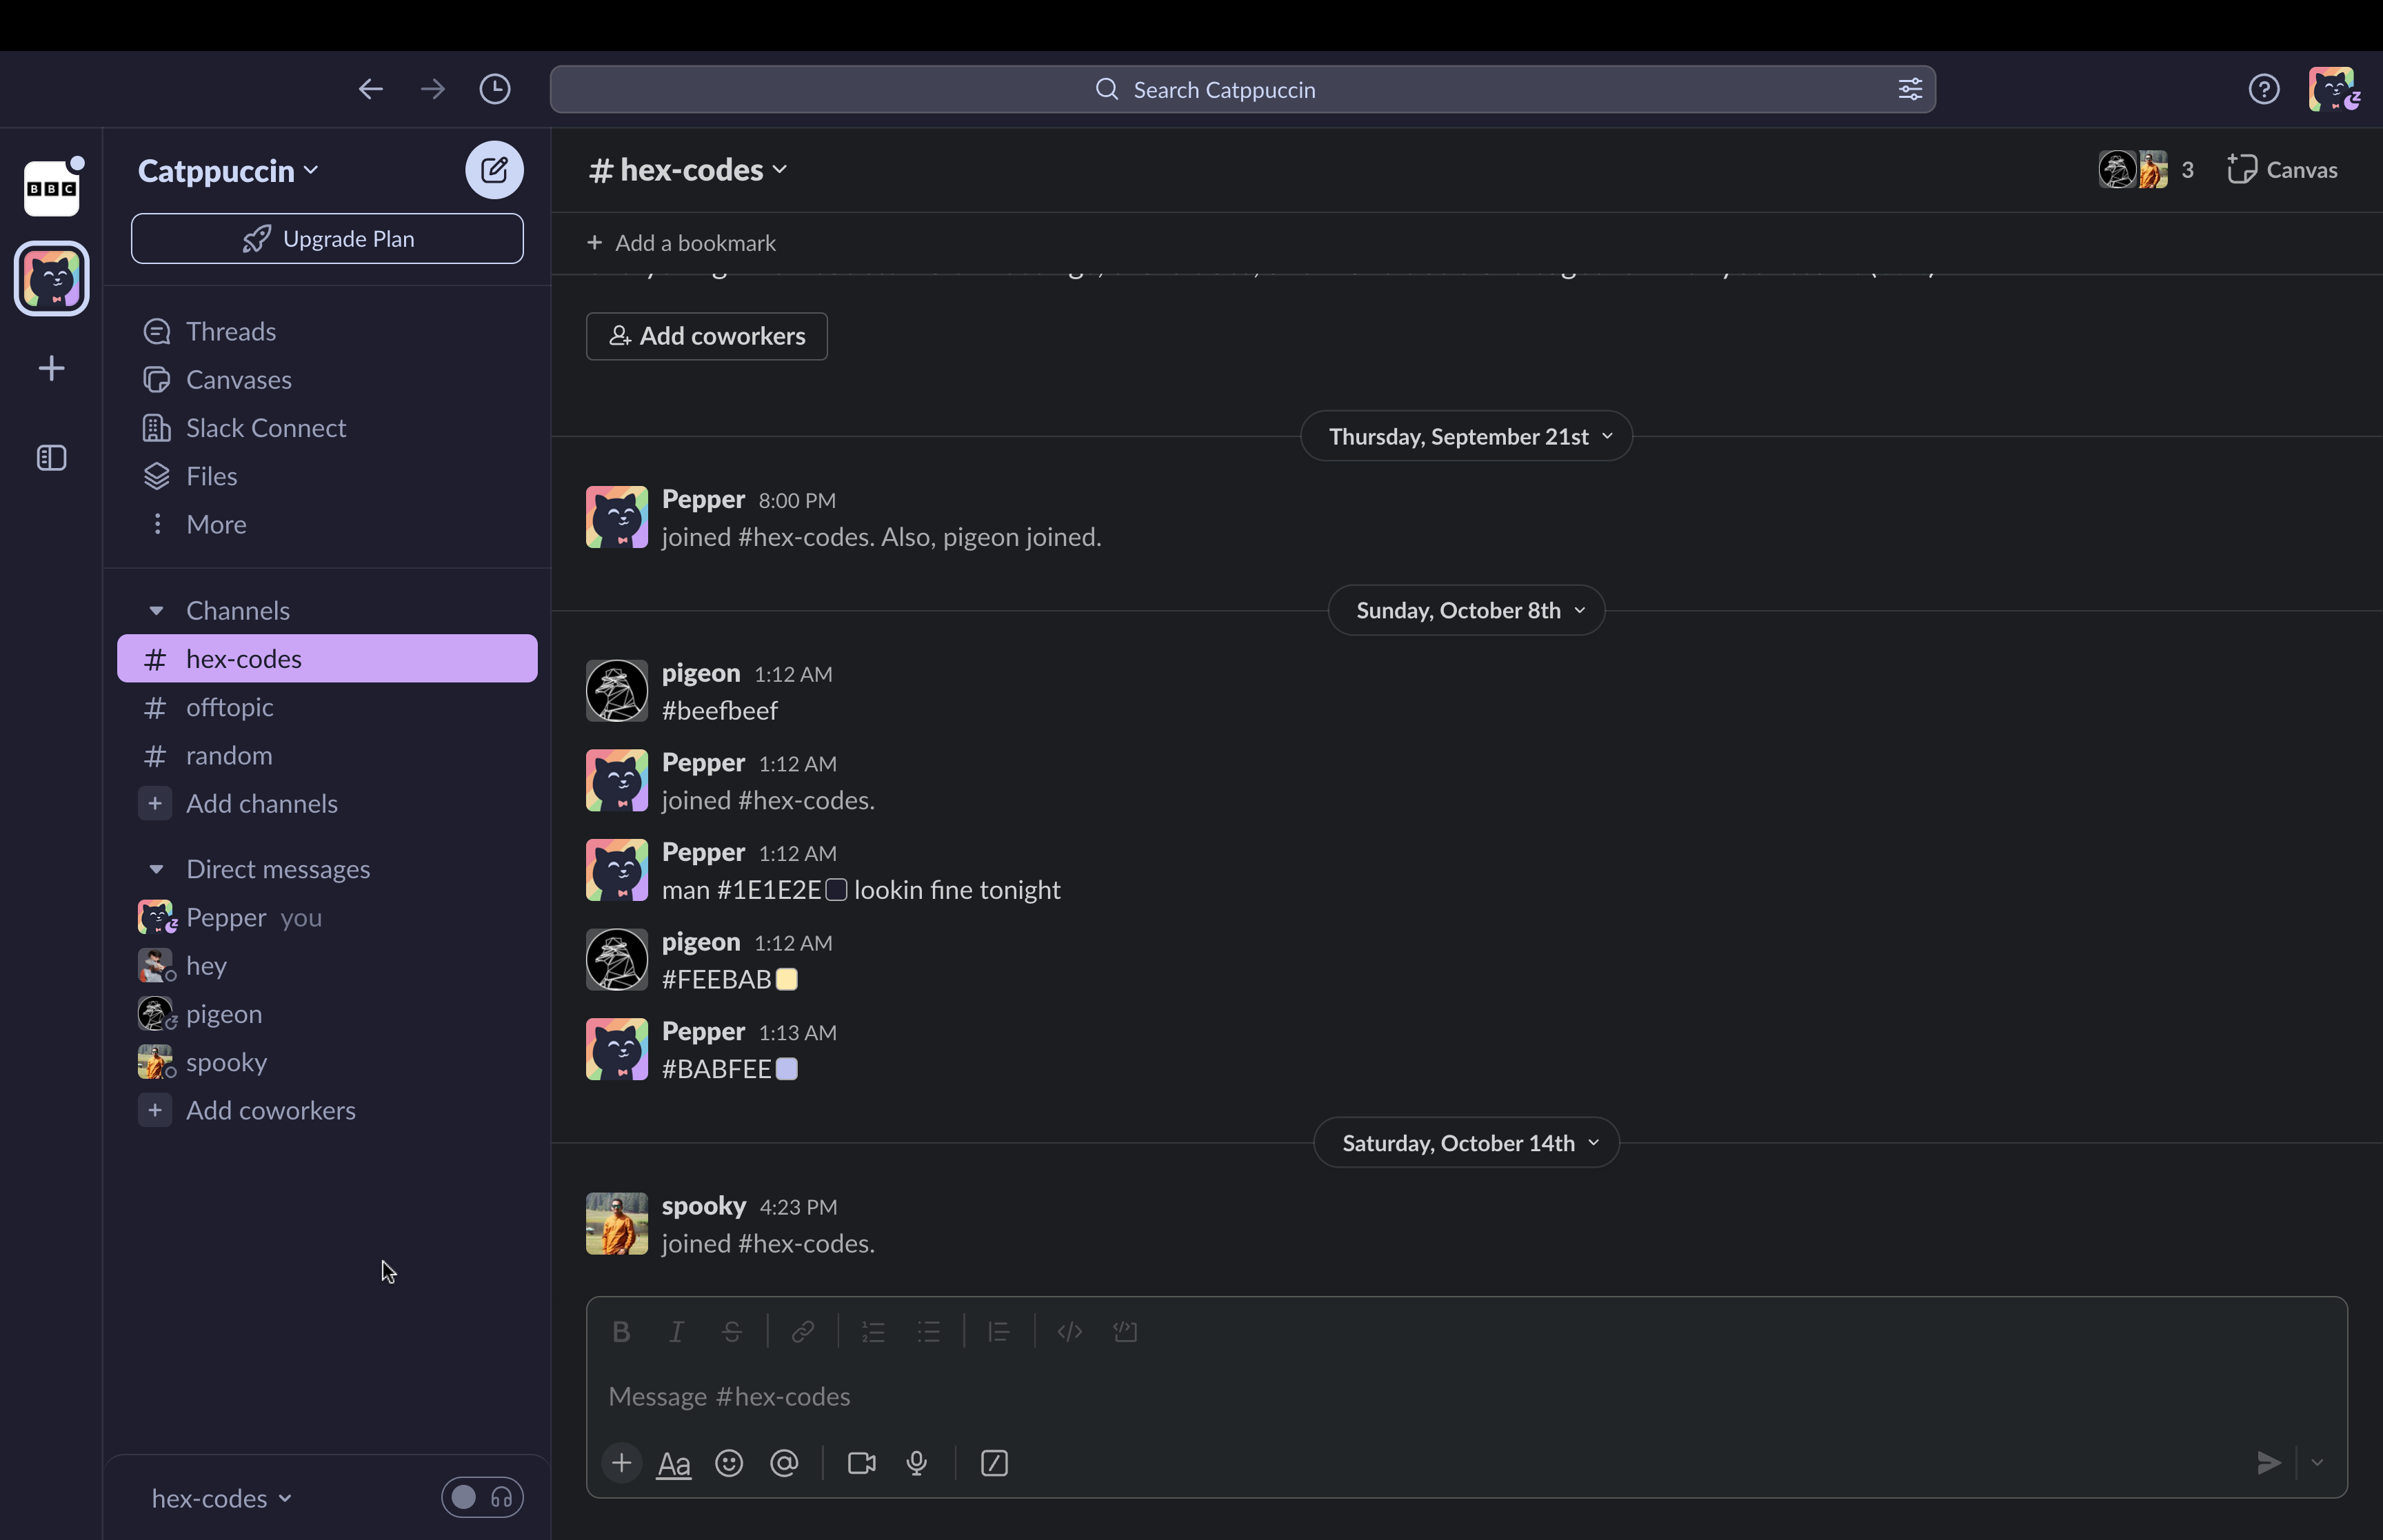 Search Catppuccin
BBC
Catppuccin
Upgrade Plan
Threads
Canvases
Slack Connect
Files
More
Channels
# hex-codes
# offtopic
# random
+ Add channels
Direct messages
Pepper you
hey
pigeon
spooky
+ Add coworkers
hex-codes
# hex-codes
3
Canvas
+ Add a bookmark
Add coworkers
Thursday, September 21st
Pepper 8:00 PM
joined #hex-codes. Also, pigeon joined.
Sunday, October 8th
pigeon 1:12 AM
#beefbeef
Pepper 1:12 AM
joined #hex-codes.
Pepper 1:12 AM
man #1E1E2E lookin fine tonight
pigeon 1:12 AM
#FEEBAB
Pepper 1:13 AM
#BABFEE
Saturday, October 14th
spooky 4:23 PM
joined #hex-codes.
B I S
Message #hex-codes
+ Aa @